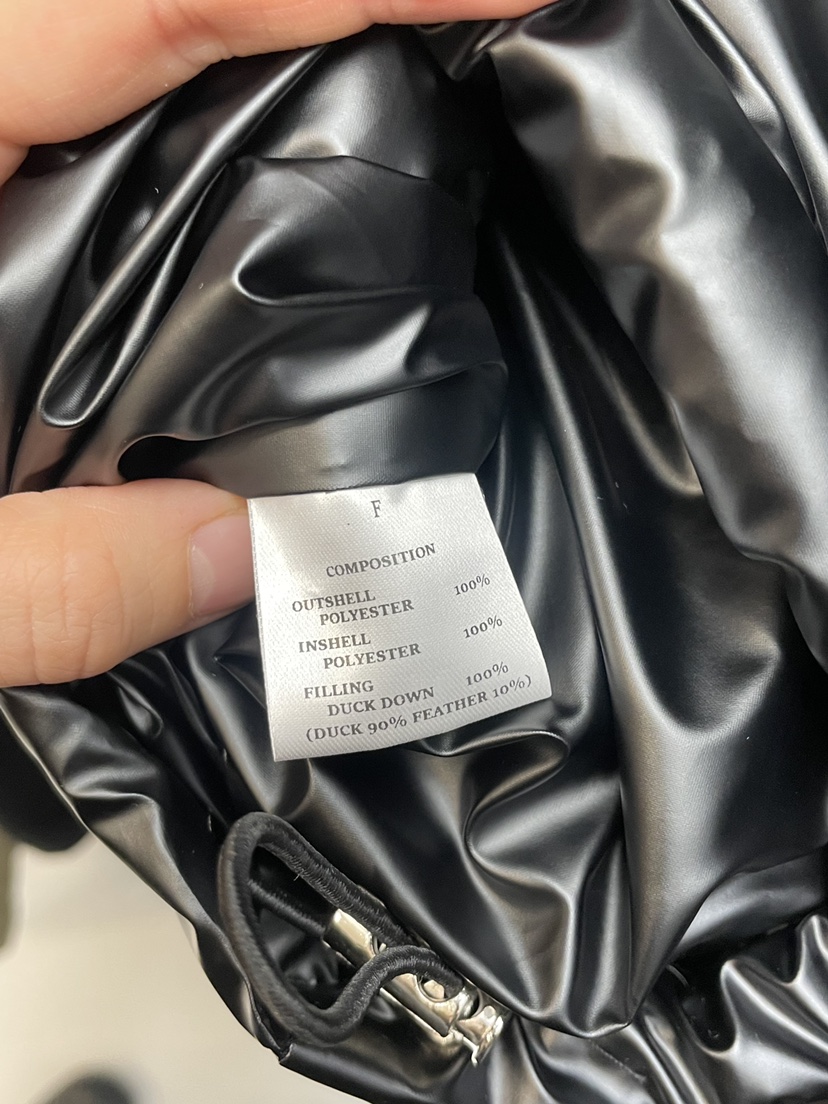 F
COMPOSITION
OUTSHELL
POLYESTER 100%
INSHELL
POLYESTER 100%
FILLING
DUCK DOWN 100%
(DUCK 90% FEATHER 10%)